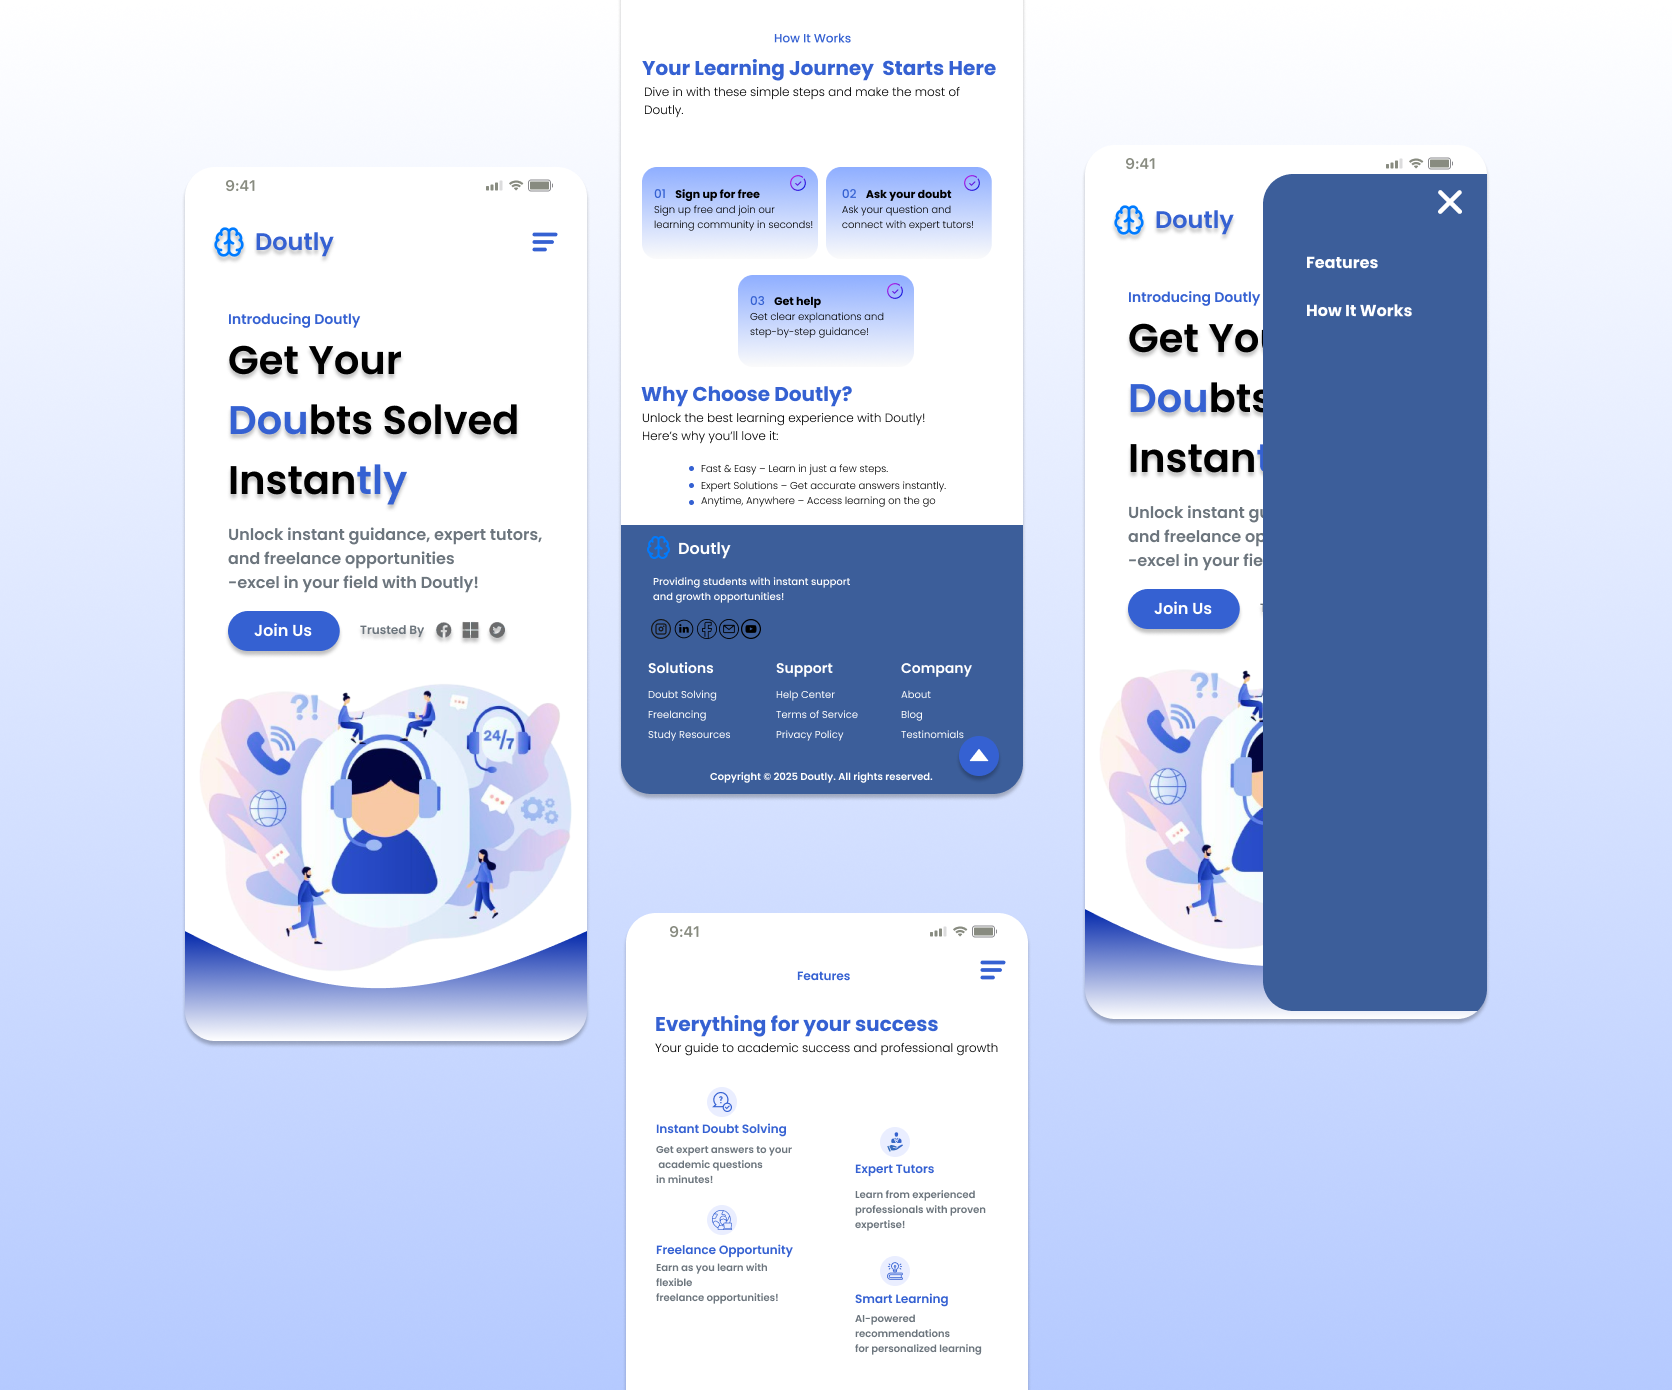 9:41
Doutly
Introducing Doutly
Get Your
Doubts Solved
Instantly
Unlock instant guidance, expert tutors,
and freelance opportunities
-excel in your field with Doutly!
Join Us
Trusted By
?!
24/7
How It Works
Your Learning Journey  Starts Here
Dive in with these simple steps and make the most of
Doutly.
01 Sign up for free
Sign up free and join our
learning community in seconds!
02 Ask your doubt
Ask your question and
connect with expert tutors!
03 Get help
Get clear explanations and
step-by-step guidance!
Why Choose Doutly?
Unlock the best learning experience with Doutly!
Here's why you'll love it:
Fast & Easy – Learn in just a few steps.
Expert Solutions – Get accurate answers instantly.
Anytime, Anywhere – Access learning on the go
Doutly
Providing students with instant support
and growth opportunities!
Solutions
Doubt Solving
Freelancing
Study Resources
Support
Help Center
Terms of Service
Privacy Policy
Company
About
Blog
Testinomials
Copyright © 2025 Doutly. All rights reserved.
9:41
Features
Everything for your success
Your guide to academic success and professional growth
Instant Doubt Solving
Get expert answers to your
academic questions
in minutes!
Freelance Opportunity
Earn as you learn with
flexible
freelance opportunities!
Expert Tutors
Learn from experienced
professionals with proven
expertise!
Smart Learning
AI-powered
recommendations
for personalized learning
9:41
Doutly
Introducing Doutly
Get You
Doubts
Instant
Unlock instant gu
and freelance op
-excel in your fie
Join Us
?!
Features
How It Works